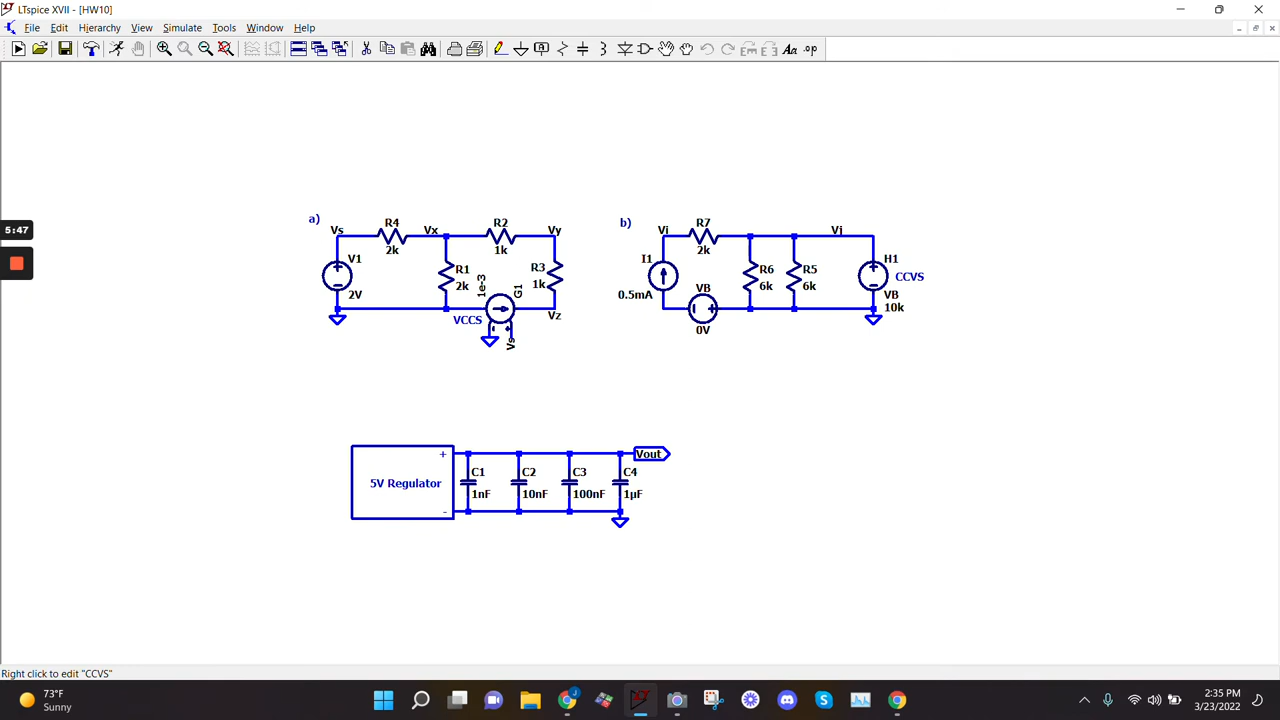 LTspice XVII - [HW10]
File Edit Hierarchy View Simulate Tools Window Help
Aa .op
5:47
a)
Vs
R4
2k
Vx
R2
1k
Vy
V1
2V
R1
2k
R3
1k
1e-3
G1
VCCS
Vz
Vs
b)
Vi
R7
2k
Vj
I1
0.5mA
VB
0V
R6
6k
R5
6k
H1
CCVS
VB
10k
5V Regulator
+
-
C1
1nF
C2
10nF
C3
100nF
C4
1µF
Vout
Right click to edit "CCVS"
73°F
Sunny
2:35 PM
3/23/2022